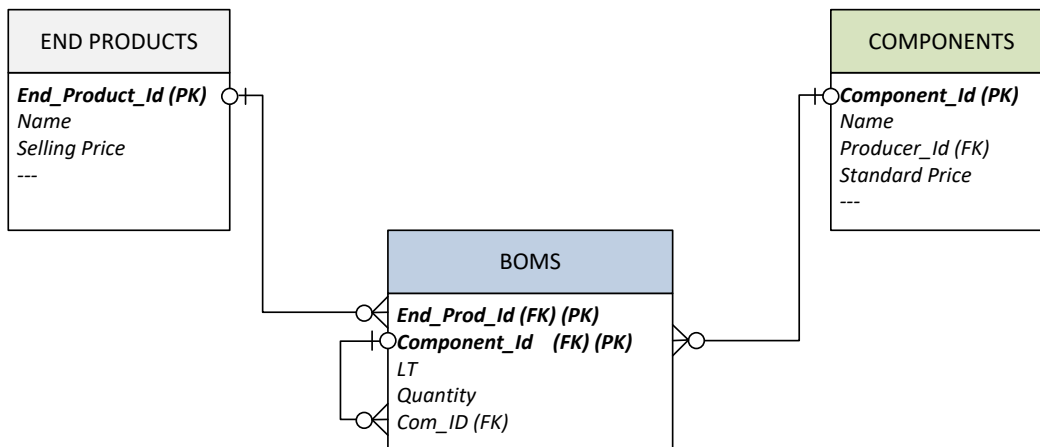 END PRODUCTS
End_Product_Id (PK)
Name
Selling Price
---
COMPONENTS
Component_Id (PK)
Name
Producer_Id (FK)
Standard Price
---
BOMS
End_Prod_Id (FK) (PK)
Component_Id (FK) (PK)
LT
Quantity
Com_ID (FK)